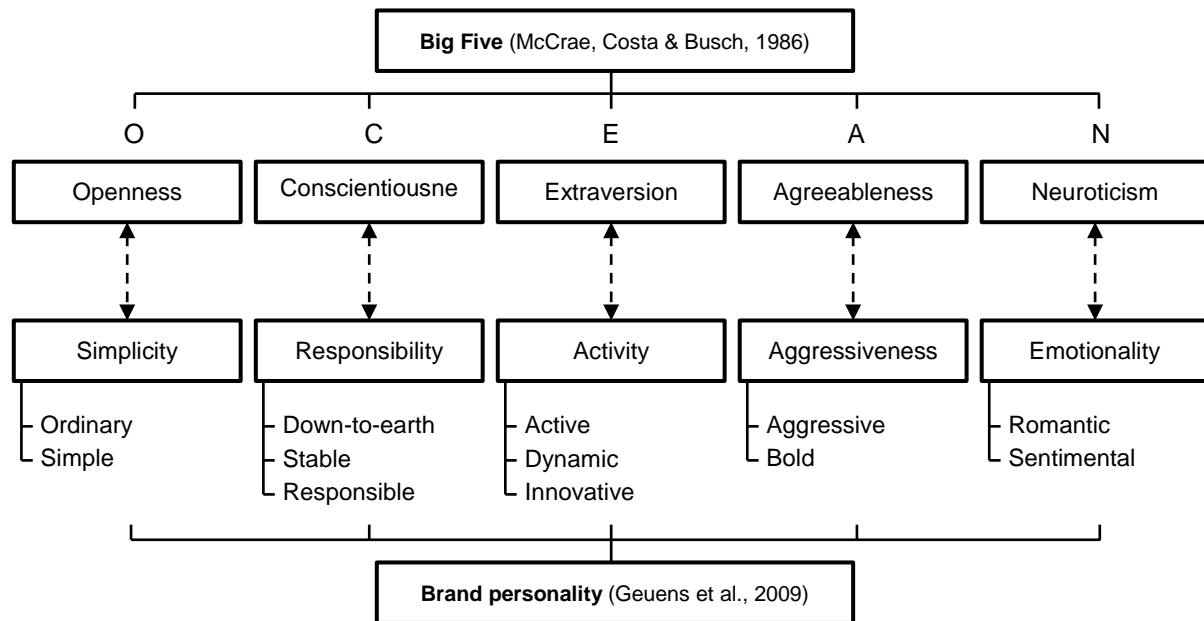 Big Five (McCrae, Costa & Busch, 1986)
O C E A N
Openness Conscientiousne Extraversion Agreeableness Neuroticism
Simplicity Responsibility Activity Aggressiveness Emotionality
Ordinary Down-to-earth Active Aggressive Romantic
Simple Stable Dynamic Bold Sentimental
Responsible Innovative
Brand personality (Geuens et al., 2009)